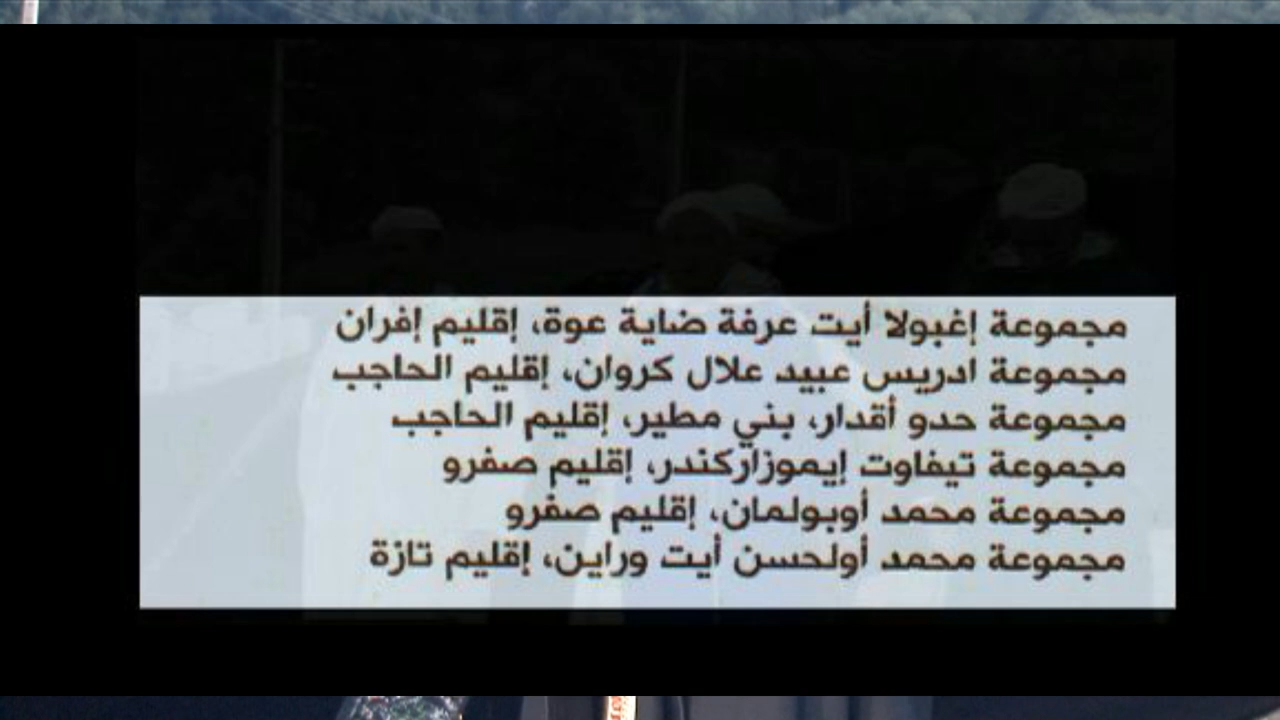 مجموعة إغبولا أيت عرفة ضاية عوة، إقليم إفران
مجموعة ادريس عبيد علال كروان، إقليم الحاجب
مجموعة حدو أقدار، بني مطير، إقليم الحاجب
مجموعة تيفاوت إيموزاركندر، إقليم صفرو
مجموعة محمد أوبولمان، إقليم صفرو
مجموعة محمد أولحسن أيت وراين، إقليم تازة